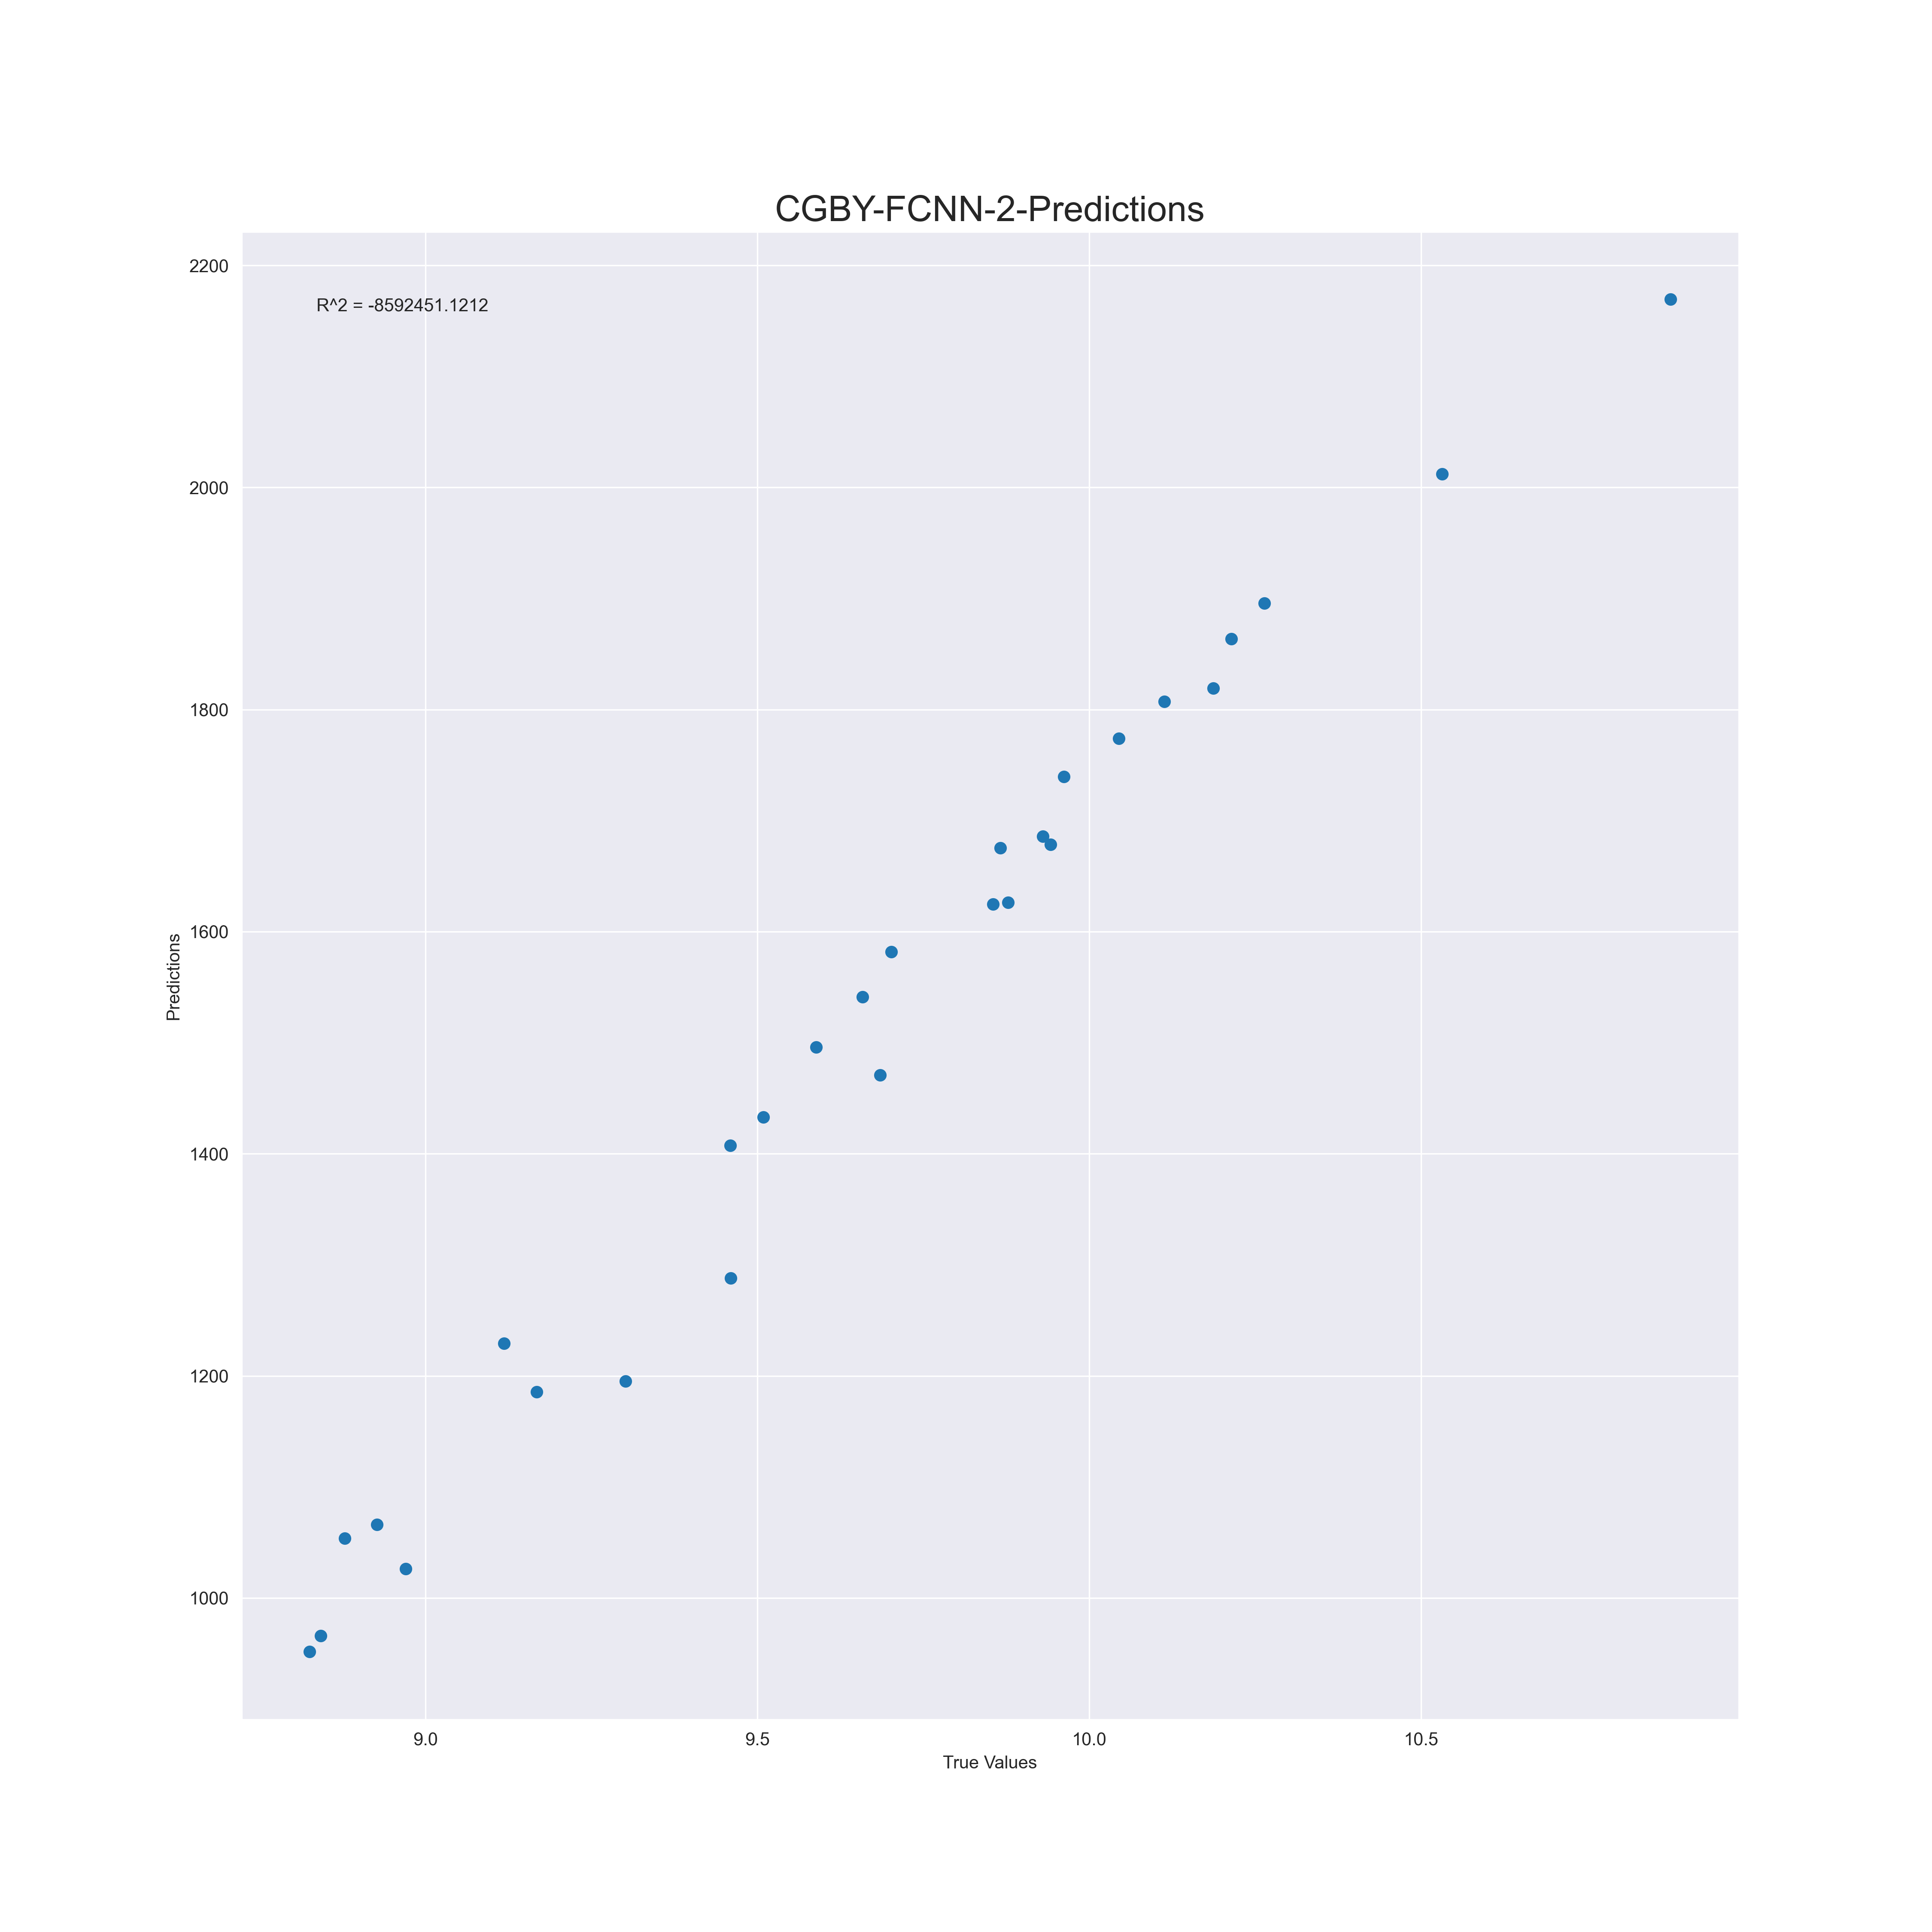 CGBY-FCNN-2-Predictions
R^2 = -8592451.1212
2200
2000
1800
1600
1400
1200
1000
Predictions
9.0 9.5 10.0 10.5
True Values